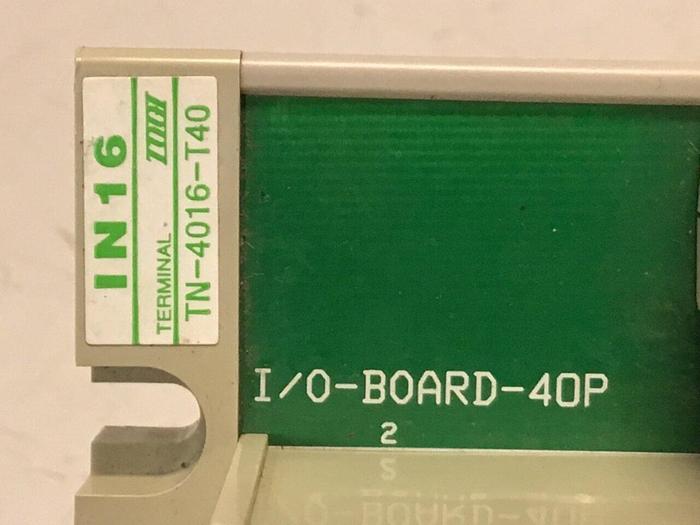 IN16
TERMINAL
TN-4016-T40
I/O-BOARD-40P
2